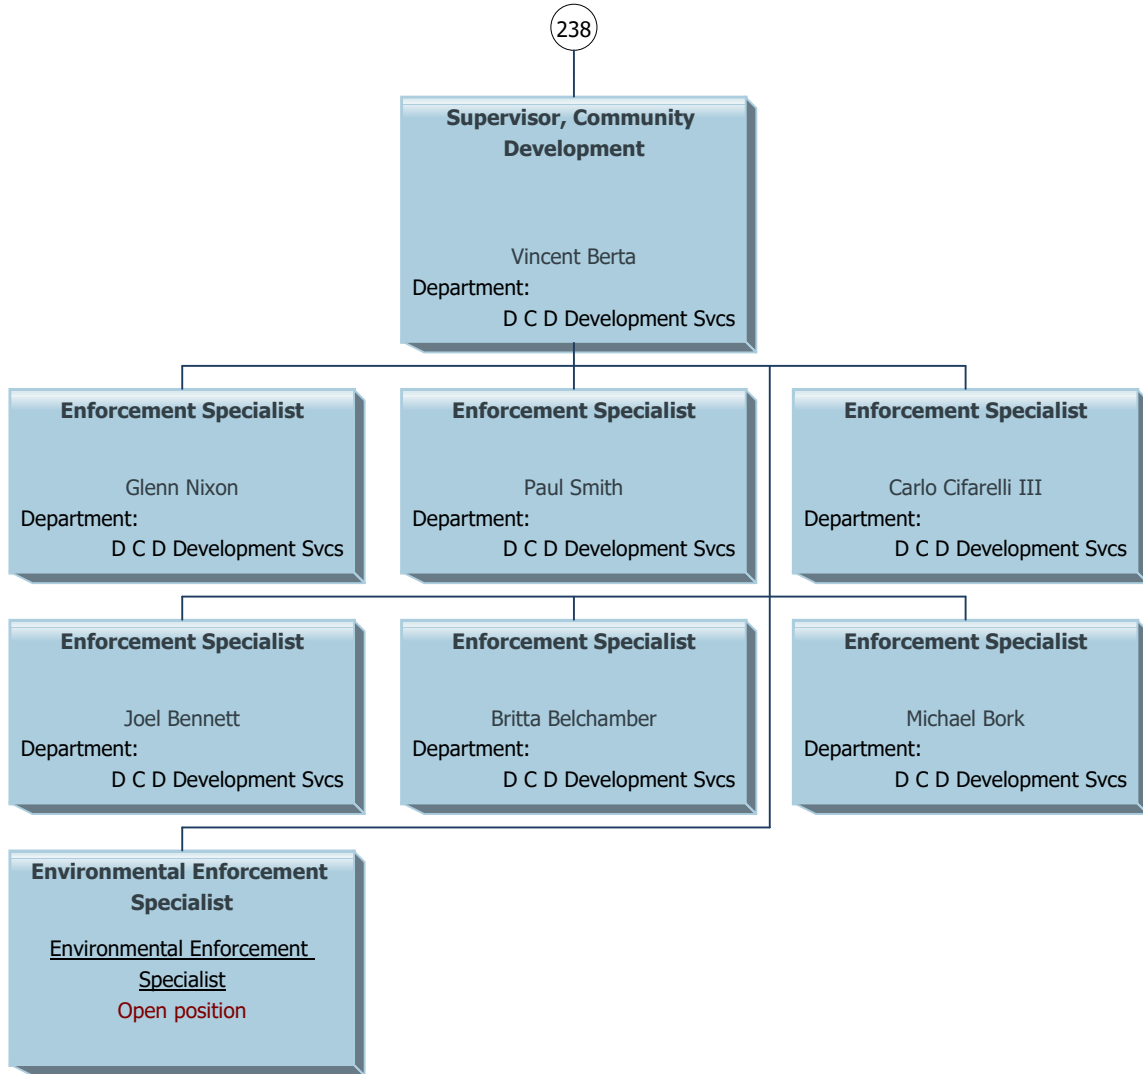 238
Supervisor, Community
Development
Vincent Berta
Department:
D C D Development Svcs
Enforcement Specialist
Glenn Nixon
Department:
D C D Development Svcs
Enforcement Specialist
Paul Smith
Department:
D C D Development Svcs
Enforcement Specialist
Carlo Cifarelli III
Department:
D C D Development Svcs
Enforcement Specialist
Joel Bennett
Department:
D C D Development Svcs
Enforcement Specialist
Britta Belchamber
Department:
D C D Development Svcs
Enforcement Specialist
Michael Bork
Department:
D C D Development Svcs
Environmental Enforcement
Specialist
Environmental Enforcement
Specialist
Open position